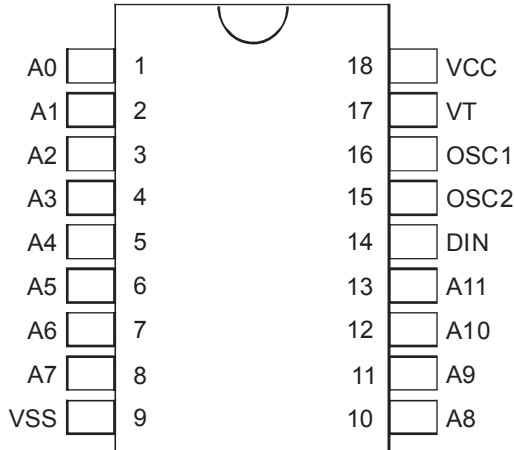 A0 1 18 VCC
A1 2 17 VT
A2 3 16 OSC1
A3 4 15 OSC2
A4 5 14 DIN
A5 6 13 A11
A6 7 12 A10
A7 8 11 A9
VSS 9 10 A8